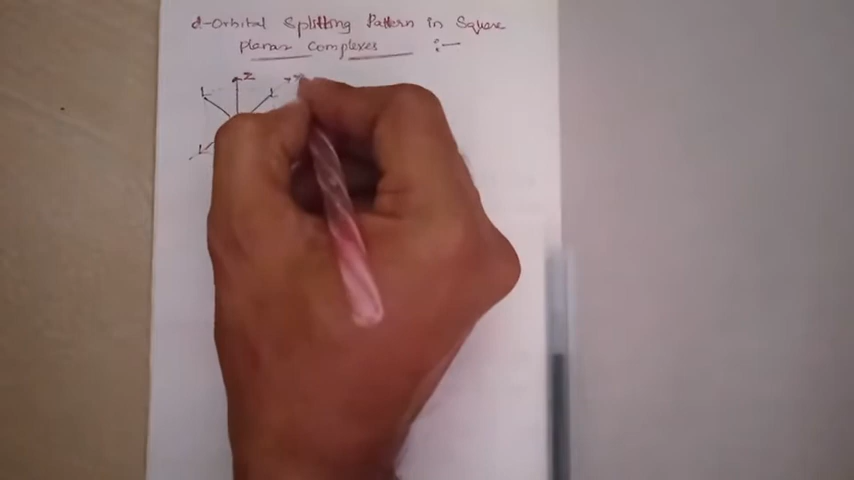 d-Orbital Splitting Pattern in Square
Planar Complexes :-
Z
L L
L